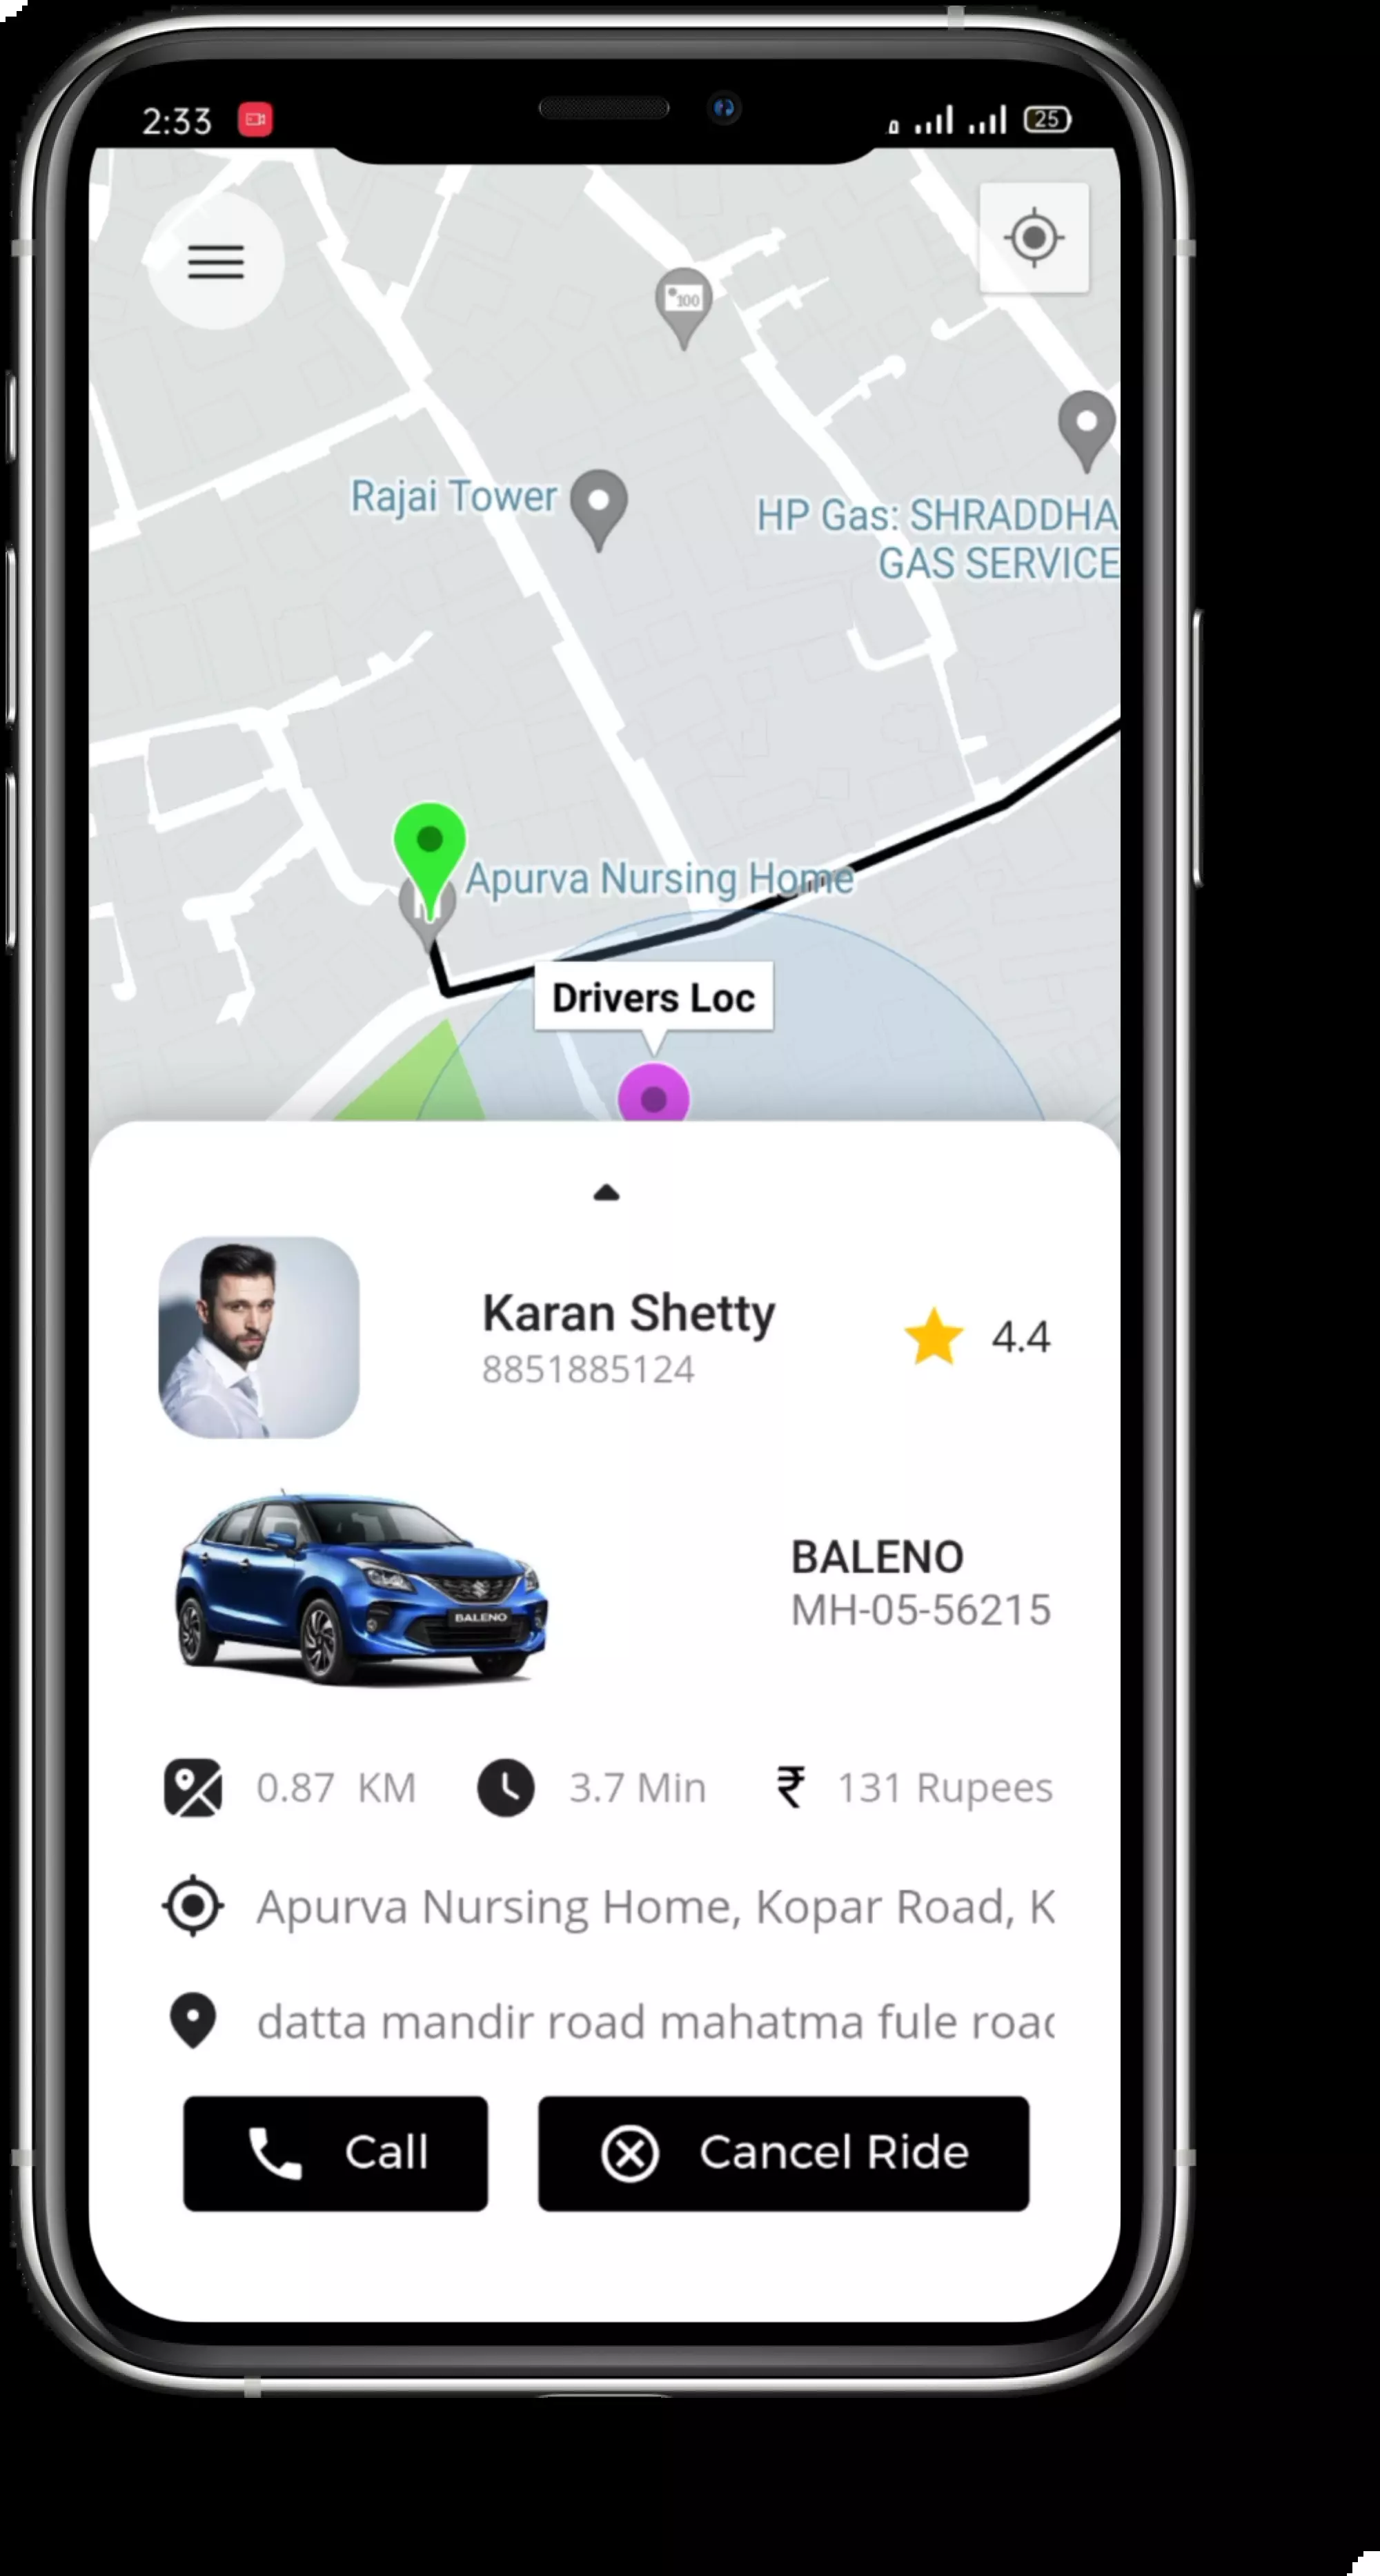 2:33
25
100
Rajai Tower
HP Gas: SHRADDHA
GAS SERVICE
Apurva Nursing Home
Drivers Loc
Karan Shetty
8851885124
4.4
BALENO
BALENO
MH-05-56215
0.87 KM
3.7 Min
₹ 131 Rupees
Apurva Nursing Home, Kopar Road, K
datta mandir road mahatma fule road
Call
Cancel Ride